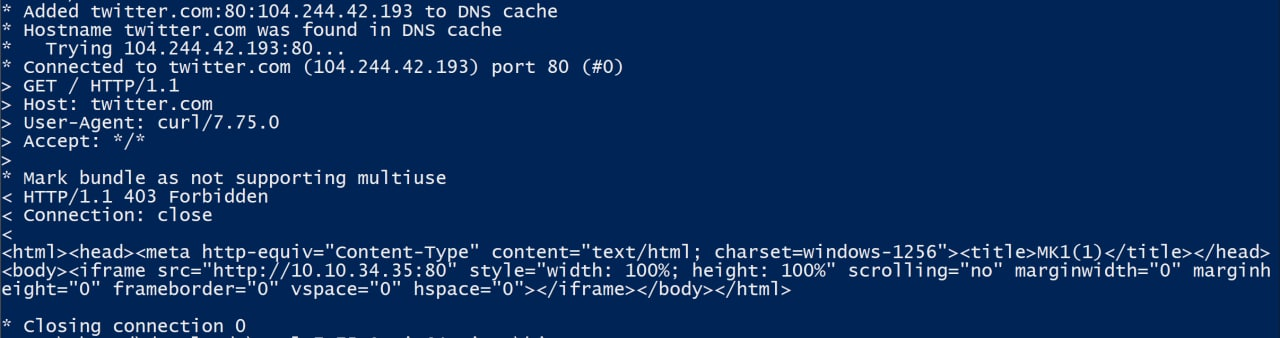 * Added twitter.com:80:104.244.42.193 to DNS cache
* Hostname twitter.com was found in DNS cache
*   Trying 104.244.42.193:80...
* Connected to twitter.com (104.244.42.193) port 80 (#0)
> GET / HTTP/1.1
> Host: twitter.com
> User-Agent: curl/7.75.0
> Accept: */*
>
* Mark bundle as not supporting multiuse
< HTTP/1.1 403 Forbidden
< Connection: close
<
<html><head><meta http-equiv="Content-Type" content="text/html; charset=windows-1256"><title>MK1(1)</title></head>
<body><iframe src="http://10.10.34.35:80" style="width: 100%; height: 100%" scrolling="no" marginwidth="0" marginh
eight="0" frameborder="0" vspace="0" hspace="0"></iframe></body></html>
* Closing connection 0